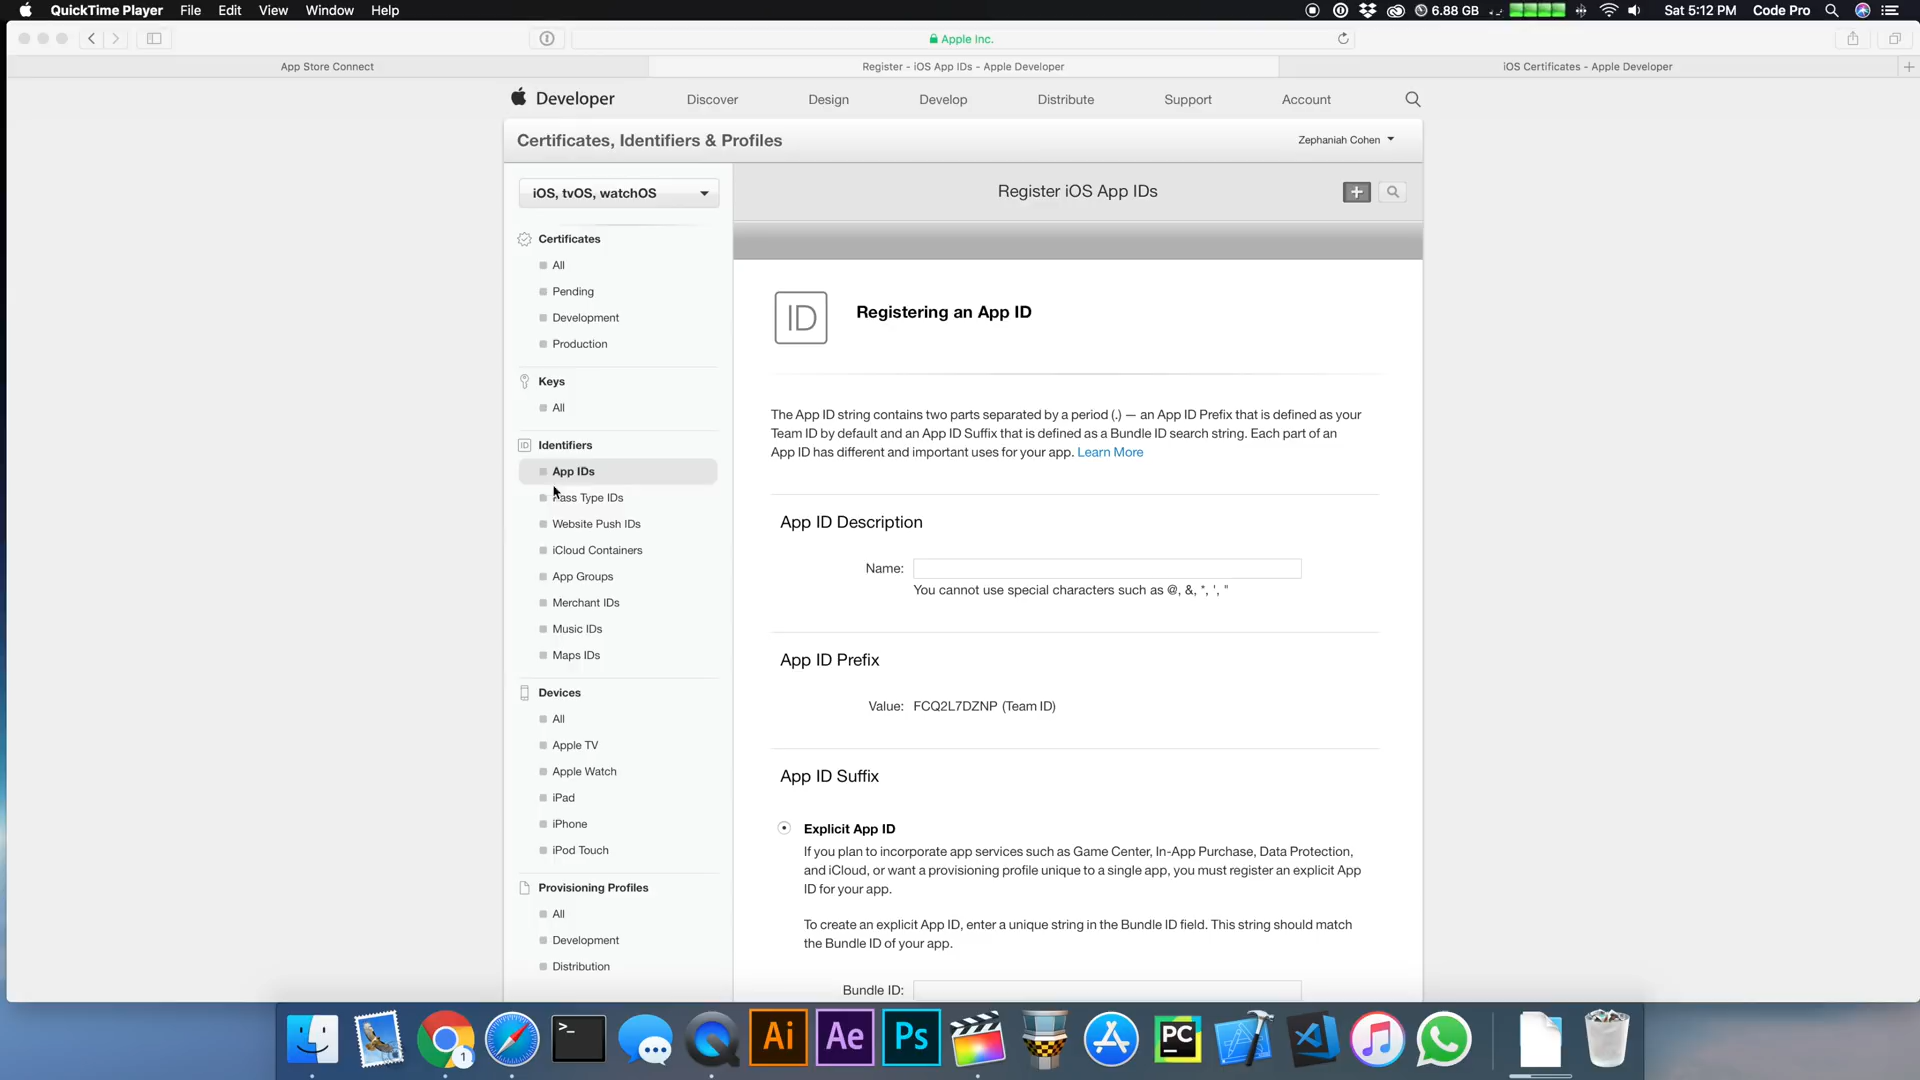 QuickTime Player File Edit View Window Help
6.88 GB Sat 5:12 PM Code Pro
Apple Inc.
App Store Connect
Register - iOS App IDs - Apple Developer
iOS Certificates - Apple Developer
Developer
Discover
Design
Develop
Distribute
Support
Account
Certificates, Identifiers & Profiles
Zephaniah Cohen
iOS, tvOS, watchOS
Certificates
All
Pending
Development
Production
Keys
All
ID Identifiers
App IDs
Pass Type IDs
Website Push IDs
iCloud Containers
App Groups
Merchant IDs
Music IDs
Maps IDs
Devices
All
Apple TV
Apple Watch
iPad
iPhone
iPod Touch
Provisioning Profiles
All
Development
Distribution
Register iOS App IDs
ID
Registering an App ID
The App ID string contains two parts separated by a period (.) — an App ID Prefix that is defined as your
Team ID by default and an App ID Suffix that is defined as a Bundle ID search string. Each part of an
App ID has different and important uses for your app. Learn More
App ID Description
Name:
You cannot use special characters such as @, &, *, ', "
App ID Prefix
Value: FCQ2L7DZNP (Team ID)
App ID Suffix
Explicit App ID
If you plan to incorporate app services such as Game Center, In-App Purchase, Data Protection,
and iCloud, or want a provisioning profile unique to a single app, you must register an explicit App
ID for your app.
To create an explicit App ID, enter a unique string in the Bundle ID field. This string should match
the Bundle ID of your app.
Bundle ID:
1
>_
Ai
Ae
Ps
PC